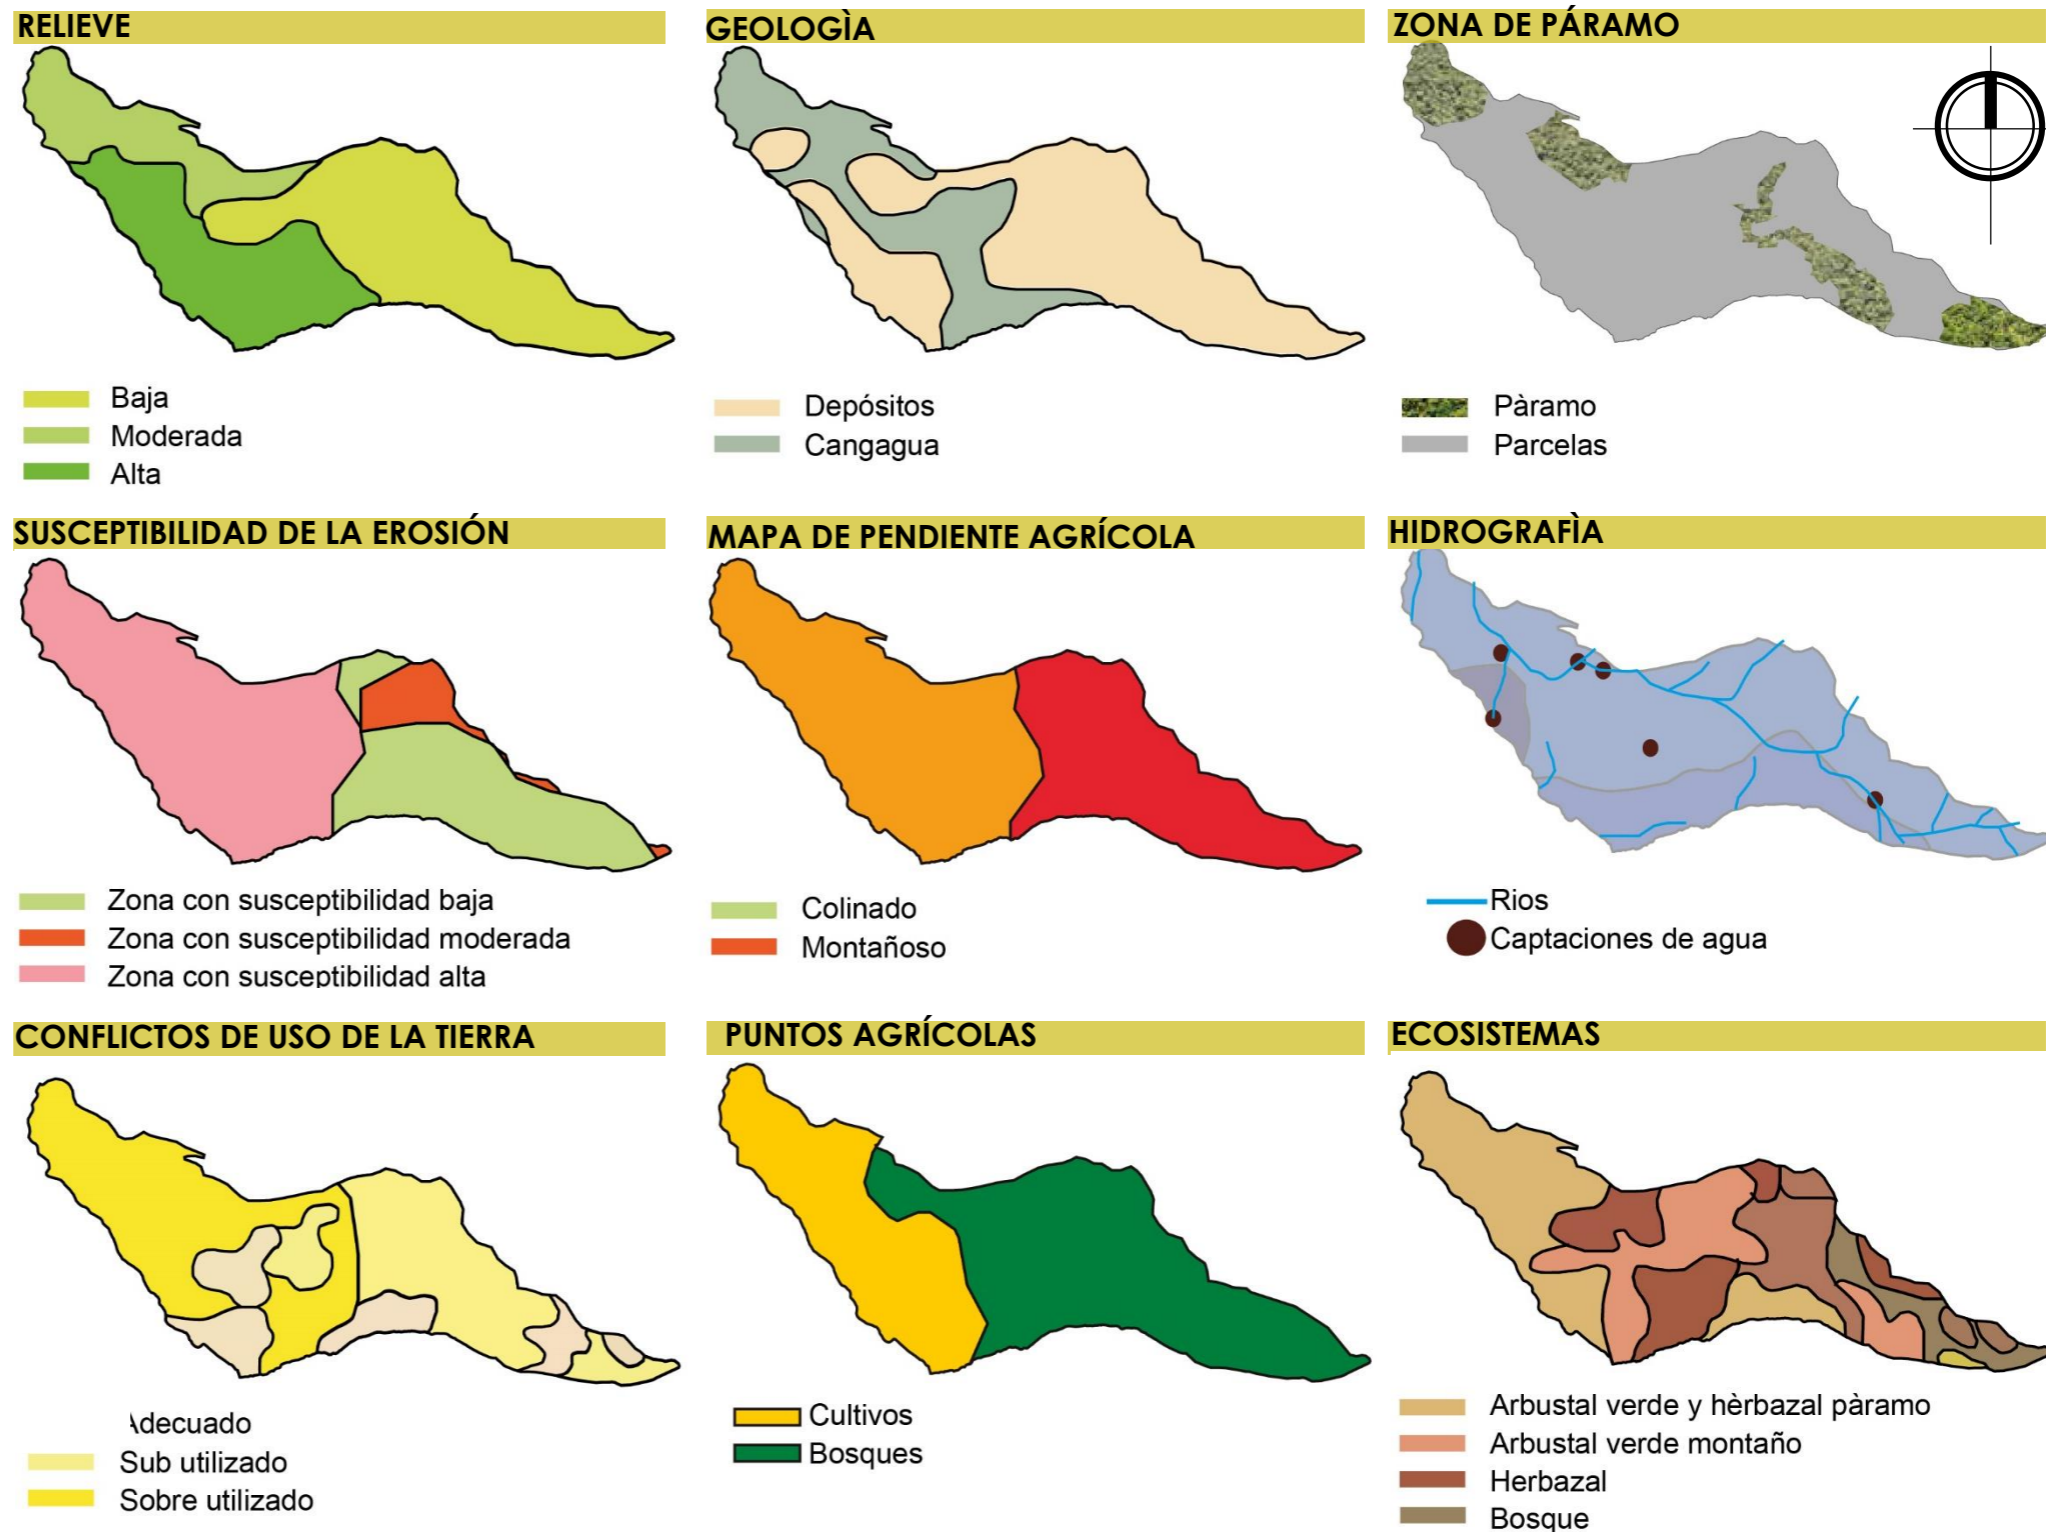 RELIEVE
Baja
Moderada
Alta
GEOLOGÌA
Depósitos
Cangagua
ZONA DE PÁRAMO
Pàramo
Parcelas
SUSCEPTIBILIDAD DE LA EROSIÓN
Zona con susceptibilidad baja
Zona con susceptibilidad moderada
Zona con susceptibilidad alta
MAPA DE PENDIENTE AGRÍCOLA
Colinado
Montañoso
HIDROGRAFÌA
Rios
Captaciones de agua
CONFLICTOS DE USO DE LA TIERRA
Adecuado
Sub utilizado
Sobre utilizado
PUNTOS AGRÍCOLAS
Cultivos
Bosques
ECOSISTEMAS
Arbustal verde y hèrbazal pàramo
Arbustal verde montaño
Herbazal
Bosque